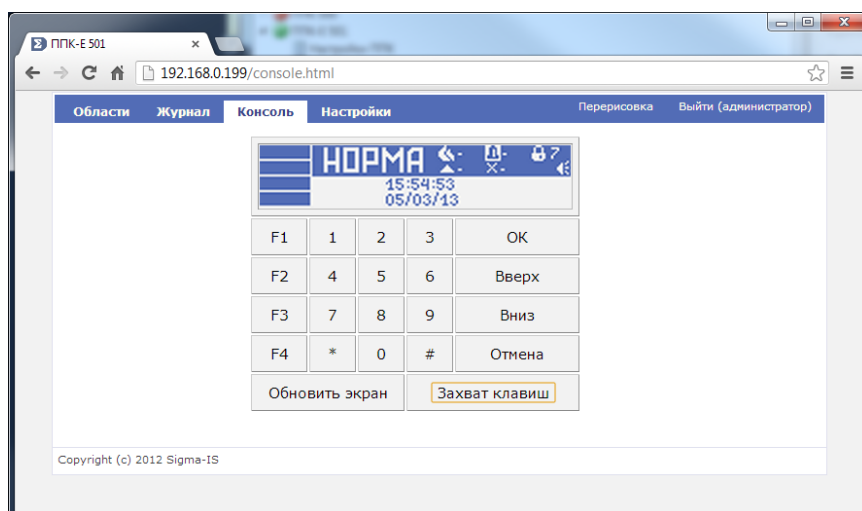 ППК-Е 501
192.168.0.199/console.html
Области Журнал Консоль Настройки Перерисовка Выйти (администратор)
НОРМА 7
15:54:53
05/03/13
F1 1 2 3 OK
F2 4 5 6 Вверх
F3 7 8 9 Вниз
F4 * 0 # Отмена
Обновить экран Захват клавиш
Copyright (c) 2012 Sigma-IS